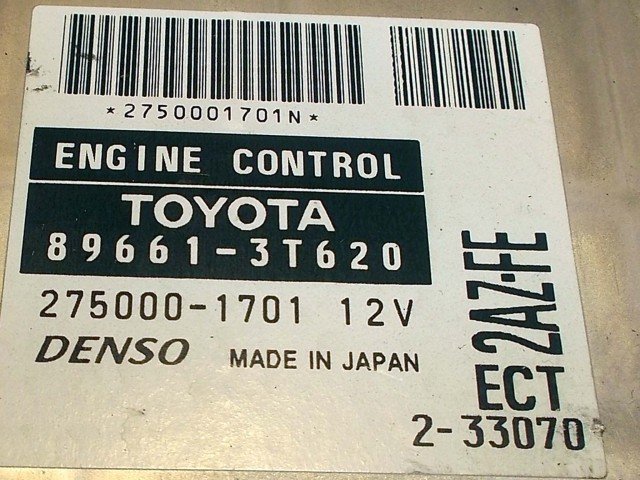 *2750001701N*
ENGINE CONTROL
TOYOTA
89661-3T620
275000-1701 12V
DENSO MADE IN JAPAN
2AZ-FE
ECT
2-33070